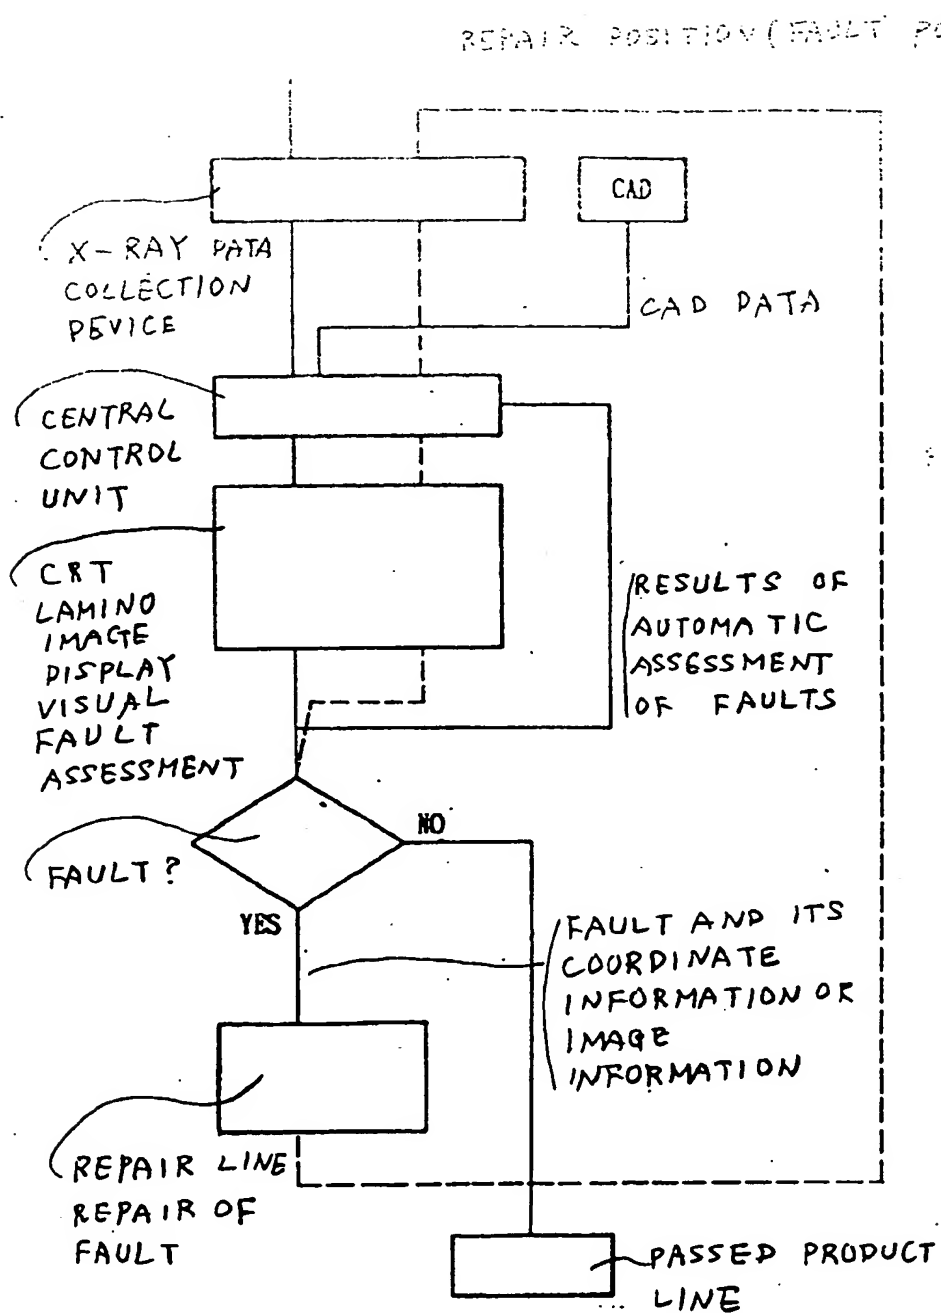 REPAIR POSITION (FAULT
CAD
X-RAY DATA
COLLECTION
DEVICE
CAD DATA
CENTRAL
CONTROL
UNIT
CRT
LAMINO
IMAGE
DISPLAY
VISUAL
FAULT
ASSESSMENT
RESULTS OF
AUTOMATIC
ASSESSMENT
OF FAULTS
FAULT?
NO
YES
FAULT AND ITS
COORDINATE
INFORMATION OR
IMAGE
INFORMATION
REPAIR LINE
REPAIR OF
FAULT
PASSED PRODUCT
LINE